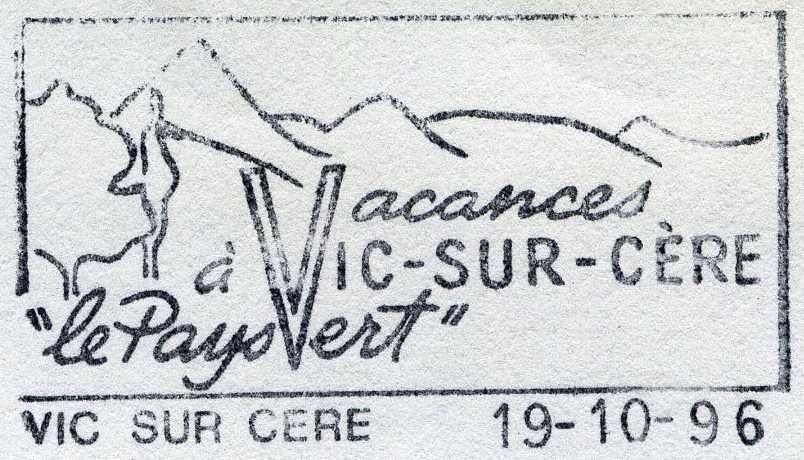 Vacances
à VIC-SUR-CÈRE
"le Pays Vert"
VIC SUR CERE 19-10-96